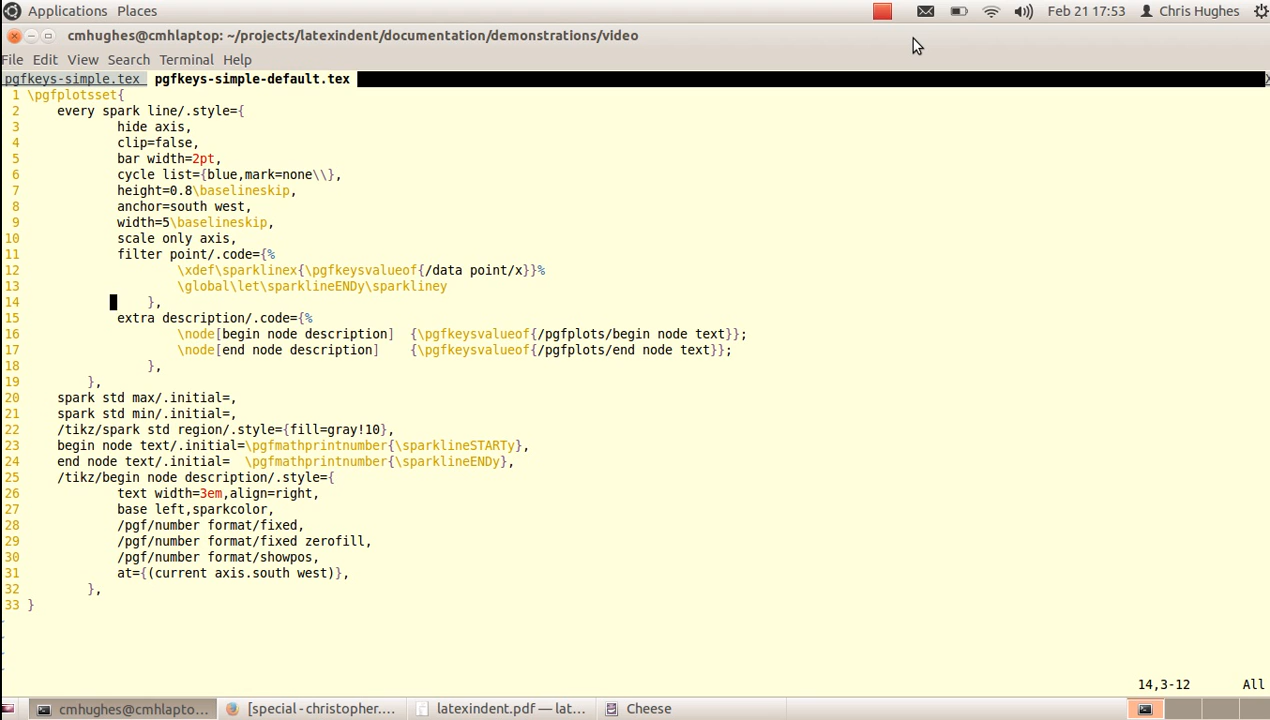 Applications Places Feb 21 17:53 Chris Hughes
cmhughes@cmhlaptop: ~/projects/latexindent/documentation/demonstrations/video
File Edit View Search Terminal Help
pgfkeys-simple.tex pgfkeys-simple-default.tex X
1 \pgfplotsset{
2     every spark line/.style={
3             hide axis,
4             clip=false,
5             bar width=2pt,
6             cycle list={blue,mark=none\\},
7             height=0.8\baselineskip,
8             anchor=south west,
9             width=5\baselineskip,
10             scale only axis,
11             filter point/.code={%
12                     \xdef\sparklinex{\pgfkeysvalueof{/data point/x}}%
13                     \global\let\sparklineENDy\sparkliney
14                 },
15             extra description/.code={%
16                     \node[begin node description]  {\pgfkeysvalueof{/pgfplots/begin node text}};
17                     \node[end node description]    {\pgfkeysvalueof{/pgfplots/end node text}};
18                 },
19         },
20     spark std max/.initial=,
21     spark std min/.initial=,
22     /tikz/spark std region/.style={fill=gray!10},
23     begin node text/.initial=\pgfmathprintnumber{\sparklineSTARTy},
24     end node text/.initial=  \pgfmathprintnumber{\sparklineENDy},
25     /tikz/begin node description/.style={
26             text width=3em,align=right,
27             base left,sparkcolor,
28             /pgf/number format/fixed,
29             /pgf/number format/fixed zerofill,
30             /pgf/number format/showpos,
31             at={(current axis.south west)},
32         },
33 }
~
~
~
~
14,3-12 All
cmhughes@cmhlapto... [special - christopher.... latexindent.pdf — lat... Cheese